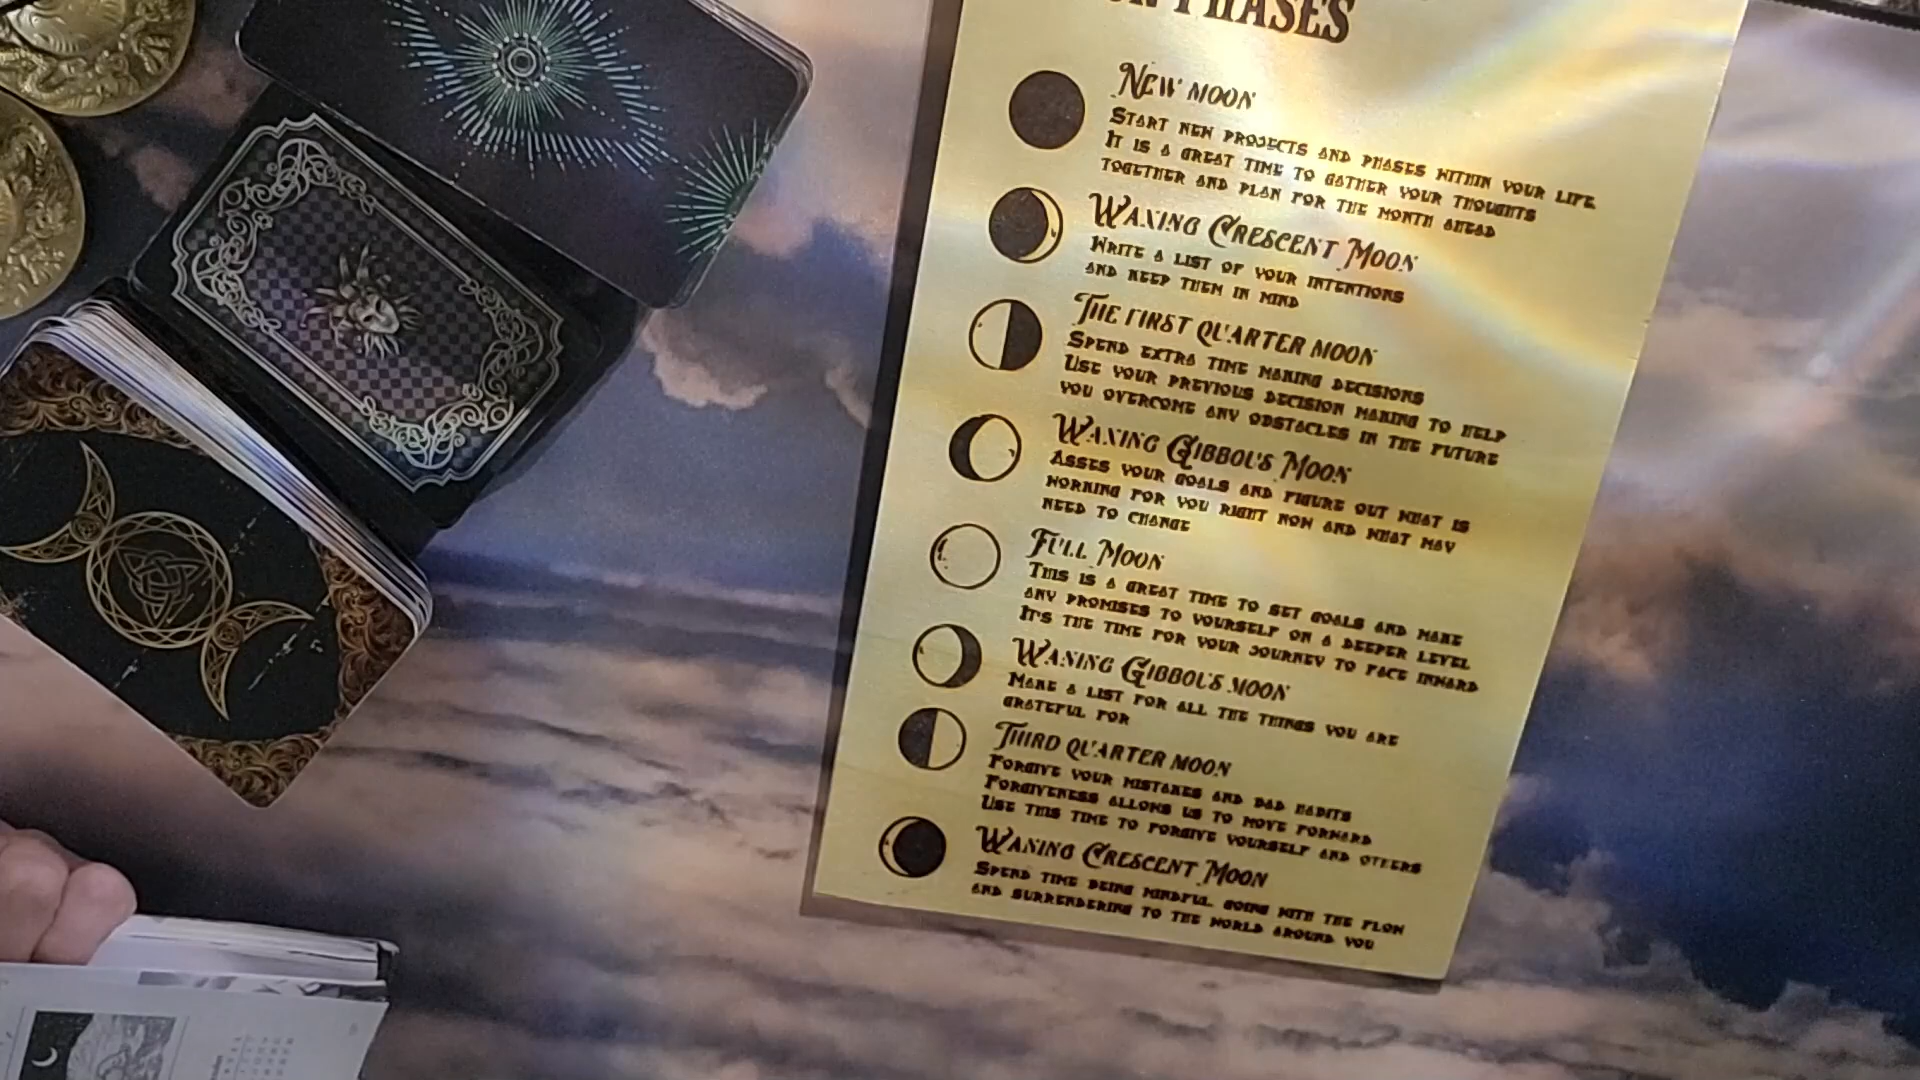 PHASES
NEW MOON
START NEW PROJECTS AND PHASES WITHIN YOUR LIFE
IT IS A GREAT TIME TO GATHER YOUR THOUGHTS
TOGETHER AND PLAN FOR THE MONTH AHEAD
WAXING CRESCENT MOON
WRITE A LIST OF YOUR INTENTIONS
AND KEEP THEM IN MIND
THE FIRST QUARTER MOON
SPEND EXTRA TIME MAKING DECISIONS
USE YOUR PREVIOUS DECISION MAKING TO HELP
YOU OVERCOME ANY OBSTACLES IN THE FUTURE
WAXING GIBBOUS MOON
ASSES YOUR GOALS AND FIGURE OUT WHAT IS
WORKING FOR YOU RIGHT NOW AND WHAT MAY
NEED TO CHANGE
FULL MOON
THIS IS A GREAT TIME TO SET GOALS AND MAKE
ANY PROMISES TO YOURSELF ON A DEEPER LEVEL
IT'S THE TIME FOR YOUR JOURNEY TO FACE INWARD
WANING GIBBOUS MOON
MAKE A LIST FOR ALL THE THINGS YOU ARE
GRATEFUL FOR
THIRD QUARTER MOON
FORGIVE YOUR MISTAKES AND BAD HABITS
FORGIVENESS ALLOWS US TO MOVE FORWARD
USE THIS TIME TO FORGIVE YOURSELF AND OTHERS
WANING CRESCENT MOON
SPEND TIME BEING MINDFUL, GOING WITH THE FLOW
AND SURRENDERING TO THE WORLD AROUND YOU